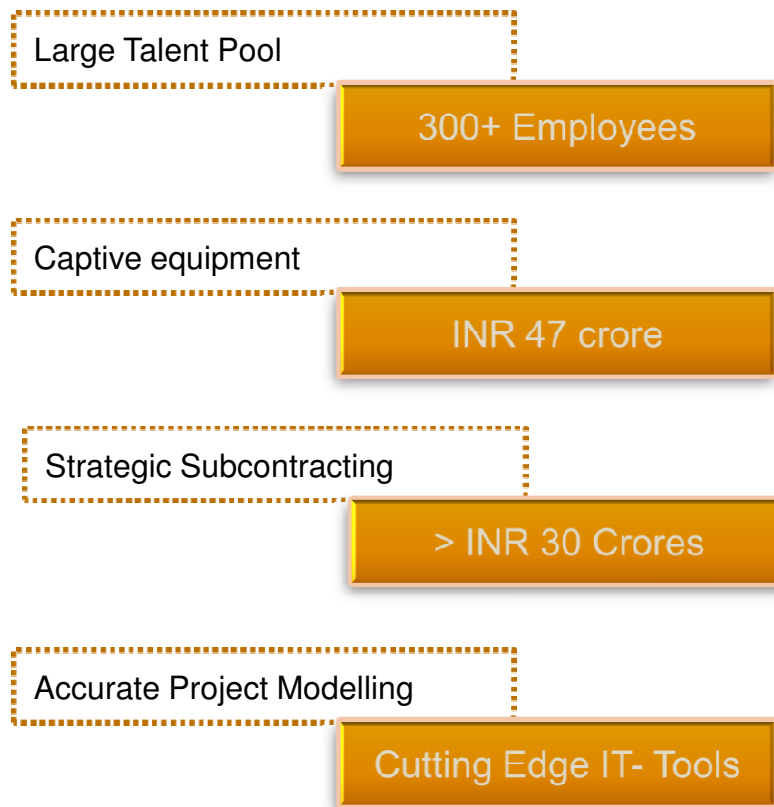 Large Talent Pool
300+ Employees
Captive equipment
INR 47 crore
Strategic Subcontracting
> INR 30 Crores
Accurate Project Modelling
Cutting Edge IT- Tools